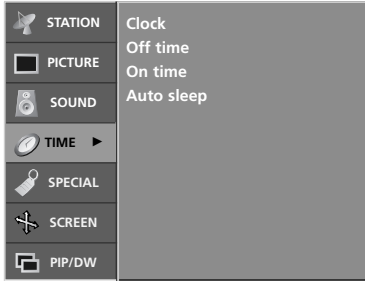 STATION
PICTURE
SOUND
TIME ►
SPECIAL
SCREEN
PIP/DW
Clock
Off time
On time
Auto sleep